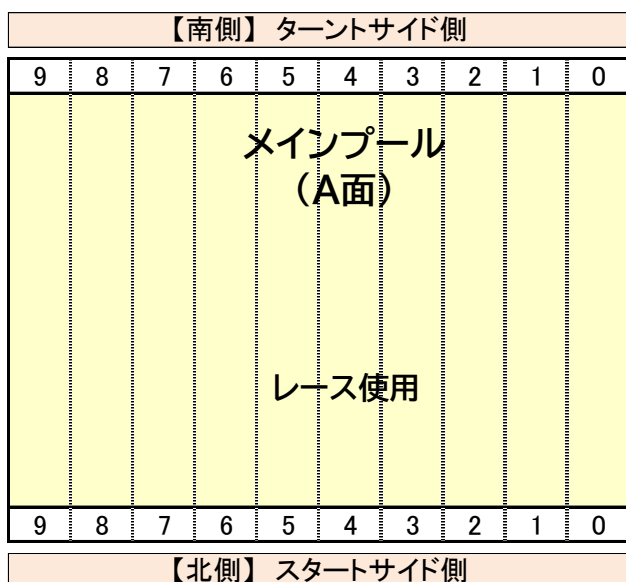 【南側】 ターントサイド側
9 8 7 6 5 4 3 2 1 0
メインプール
（A面）
レース使用
9 8 7 6 5 4 3 2 1 0
【北側】 スタートサイド側